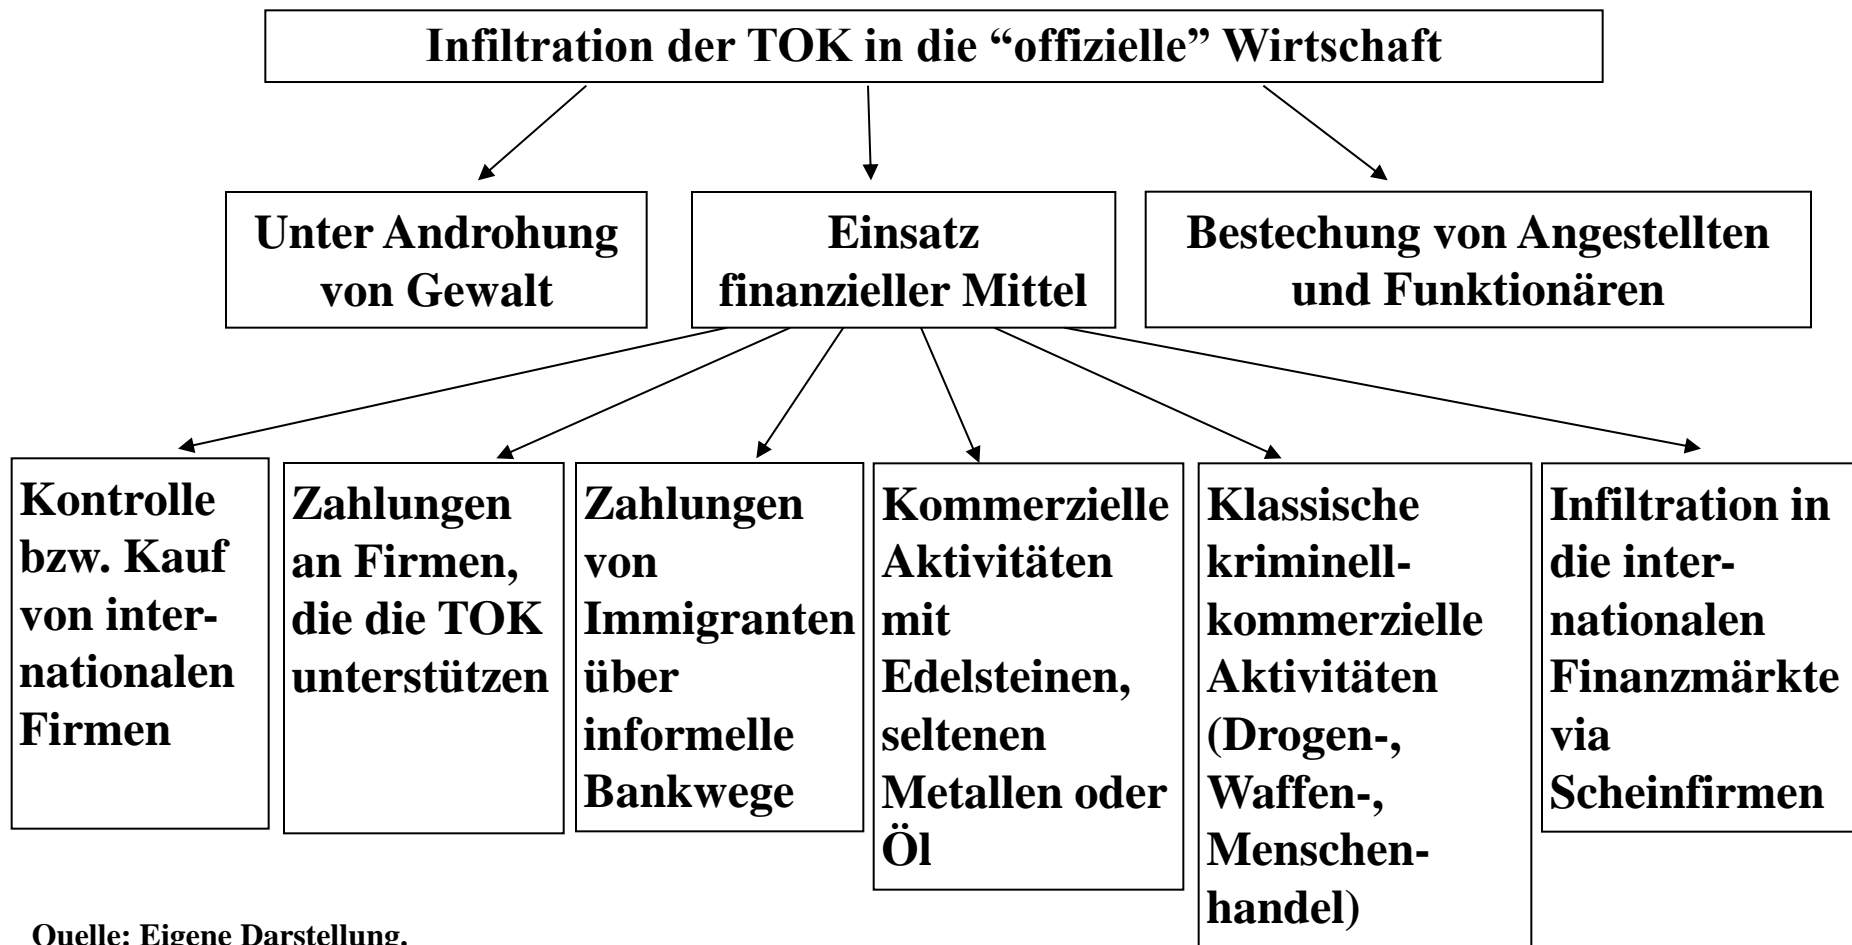 Infiltration der TOK in die “offizielle” Wirtschaft
Unter Androhung
von Gewalt
Einsatz
finanzieller Mittel
Bestechung von Angestellten
und Funktionären
Kontrolle
bzw. Kauf
von inter-
nationalen
Firmen
Zahlungen
an Firmen,
die die TOK
unterstützen
Zahlungen
von
Immigranten
über
informelle
Bankwege
Kommerzielle
Aktivitäten
mit
Edelsteinen,
seltenen
Metallen oder
Öl
Klassische
kriminell-
kommerzielle
Aktivitäten
(Drogen-,
Waffen-,
Menschen-
handel)
Infiltration in
die inter-
nationalen
Finanzmärkte
via
Scheinfirmen
Quelle: Eigene Darstellung.